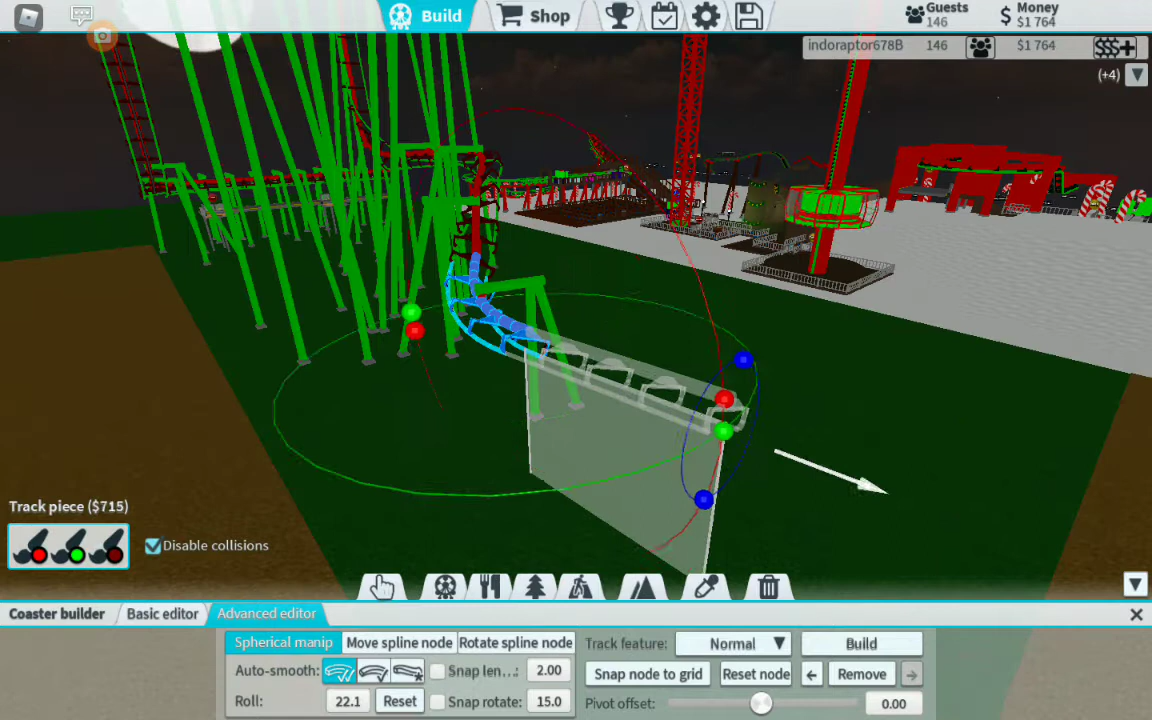 Build
Shop
Guests
146
Money
$1 764
indoraptor678B 146 $1 764
(+4)
Track piece ($715)
Disable collisions
Coaster builder Basic editor Advanced editor
Spherical manip Move spline node Rotate spline node Track feature: Normal Build
Auto-smooth: Snap len...: 2.00 Snap node to grid Reset node Remove
Roll: 22.1 Reset Snap rotate: 15.0 Pivot offset: 0.00